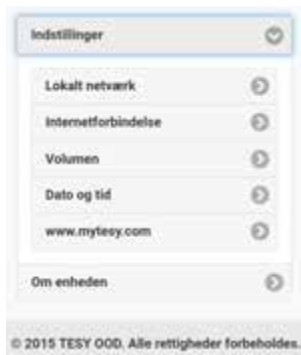 Indstillinger
Lokalt netværk
Internetforbindelse
Volumen
Dato og tid
www.mytesy.com
Om enheden
© 2015 TESY OOD. Alle rettigheder forbeholdes.